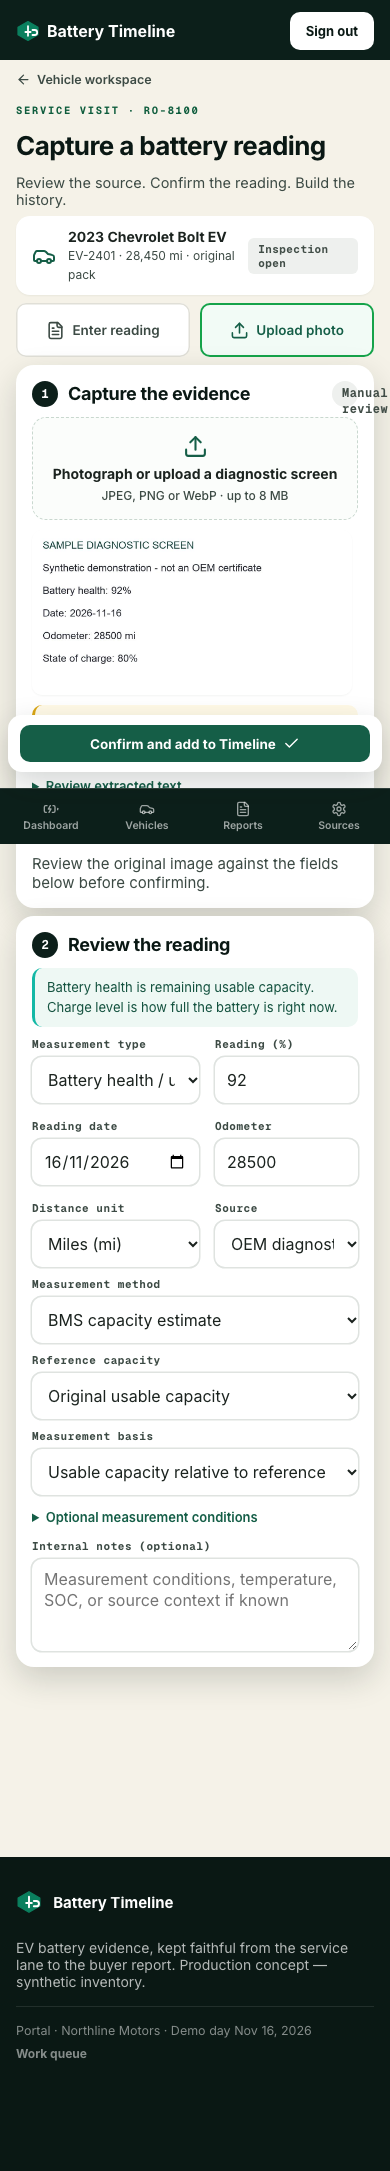 Battery Timeline
Sign out
Vehicle workspace
SERVICE VISIT · RO-8100
Capture a battery reading
Review the source. Confirm the reading. Build the
history.
2023 Chevrolet Bolt EV
EV-2401 · 28,450 mi · original
pack
Inspection
open
Enter reading
Upload photo
1
Capture the evidence
Manual
review
Photograph or upload a diagnostic screen
JPEG, PNG or WebP · up to 8 MB
SAMPLE DIAGNOSTIC SCREEN
Synthetic demonstration - not an OEM certificate
Battery health: 92%
Date: 2026-11-16
Odometer: 28500 mi
State of charge: 80%
Confirm and add to Timeline
Review extracted text
Dashboard
Vehicles
Reports
Sources
Review the original image against the fields
below before confirming.
2
Review the reading
Battery health is remaining usable capacity.
Charge level is how full the battery is right now.
Measurement type
Reading (%)
Battery health / u
92
Reading date
Odometer
16/11/2026
28500
Distance unit
Source
Miles (mi)
OEM diagnost
Measurement method
BMS capacity estimate
Reference capacity
Original usable capacity
Measurement basis
Usable capacity relative to reference
Optional measurement conditions
Internal notes (optional)
Measurement conditions, temperature,
SOC, or source context if known
Battery Timeline
EV battery evidence, kept faithful from the service
lane to the buyer report. Production concept —
synthetic inventory.
Portal · Northline Motors · Demo day Nov 16, 2026
Work queue